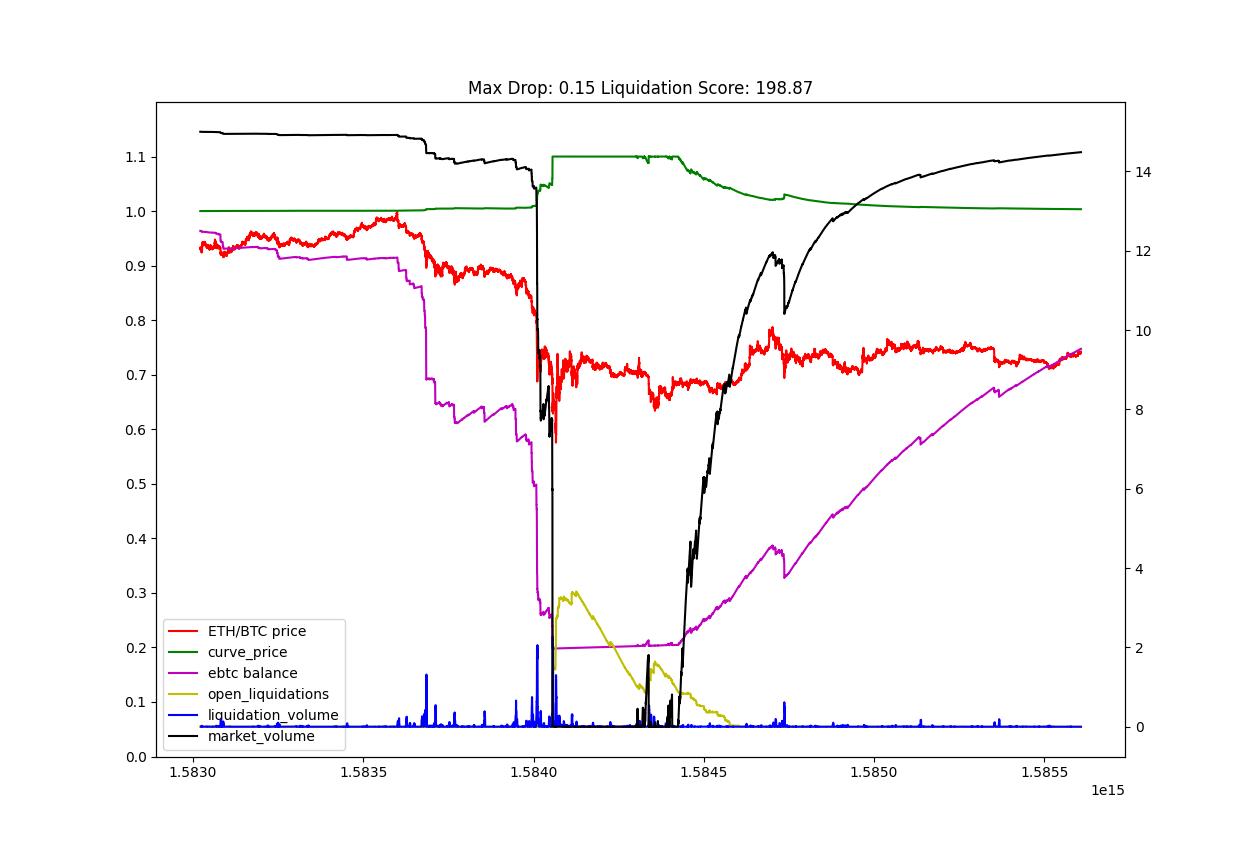 Max Drop: 0.15 Liquidation Score: 198.87
1.1
1.0
0.9
0.8
0.7
0.6
0.5
0.4
0.3
0.2
0.1
0.0
14
12
10
8
6
4
2
0
ETH/BTC price
curve_price
ebtc balance
open_liquidations
liquidation_volume
market_volume
1.5830 1.5835 1.5840 1.5845 1.5850 1.5855
1e15